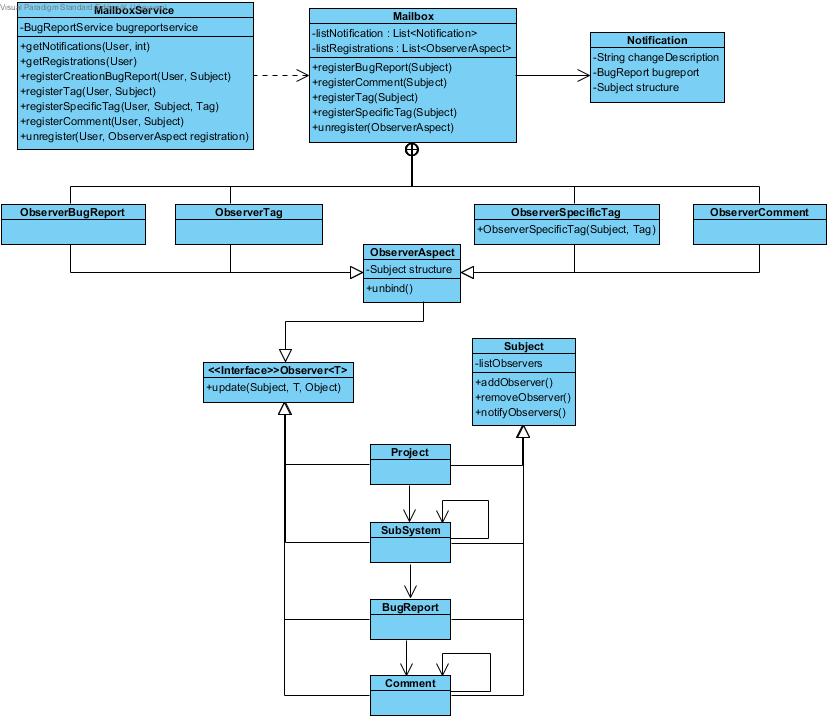 Visual Paradigm Standard
MailboxService
-BugReportService bugreportservice
+getNotifications(User, int)
+getRegistrations(User)
+registerCreationBugReport(User, Subject)
+registerTag(User, Subject)
+registerSpecificTag(User, Subject, Tag)
+registerComment(User, Subject)
+unregister(User, ObserverAspect registration)
Mailbox
-listNotification : List<Notification>
-listRegistrations : List<ObserverAspect>
+registerBugReport(Subject)
+registerComment(Subject)
+registerTag(Subject)
+registerSpecificTag(Subject)
+unregister(ObserverAspect)
Notification
-String changeDescription
-BugReport bugreport
-Subject structure
ObserverBugReport
ObserverTag
ObserverSpecificTag
+ObserverSpecificTag(Subject, Tag)
ObserverComment
ObserverAspect
-Subject structure
+unbind()
<<Interface>>Observer<T>
+update(Subject, T, Object)
Subject
-listObservers
+addObserver()
+removeObserver()
+notifyObservers()
Project
SubSystem
BugReport
Comment